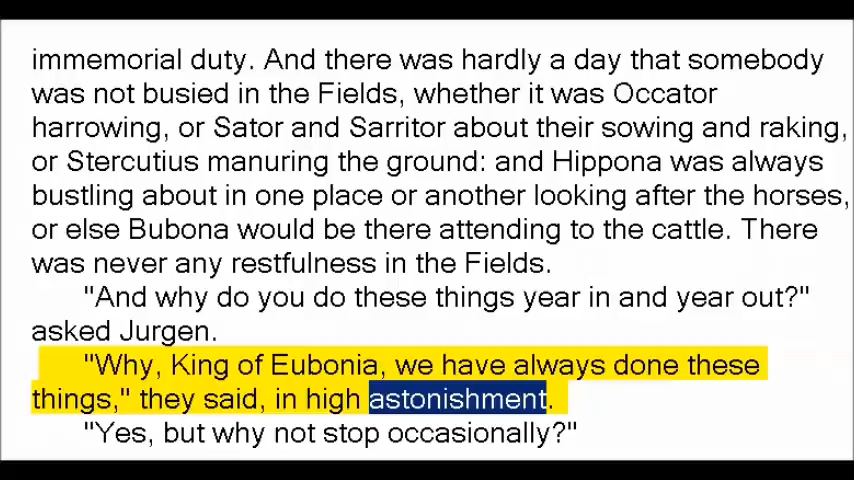 immemorial duty. And there was hardly a day that somebody
was not busied in the Fields, whether it was Occator
harrowing, or Sator and Sarritor about their sowing and raking,
or Stercutius manuring the ground: and Hippona was always
bustling about in one place or another looking after the horses,
or else Bubona would be there attending to the cattle. There
was never any restfulness in the Fields.
"And why do you do these things year in and year out?"
asked Jurgen.
"Why, King of Eubonia, we have always done these
things," they said, in high astonishment.
"Yes, but why not stop occasionally?"